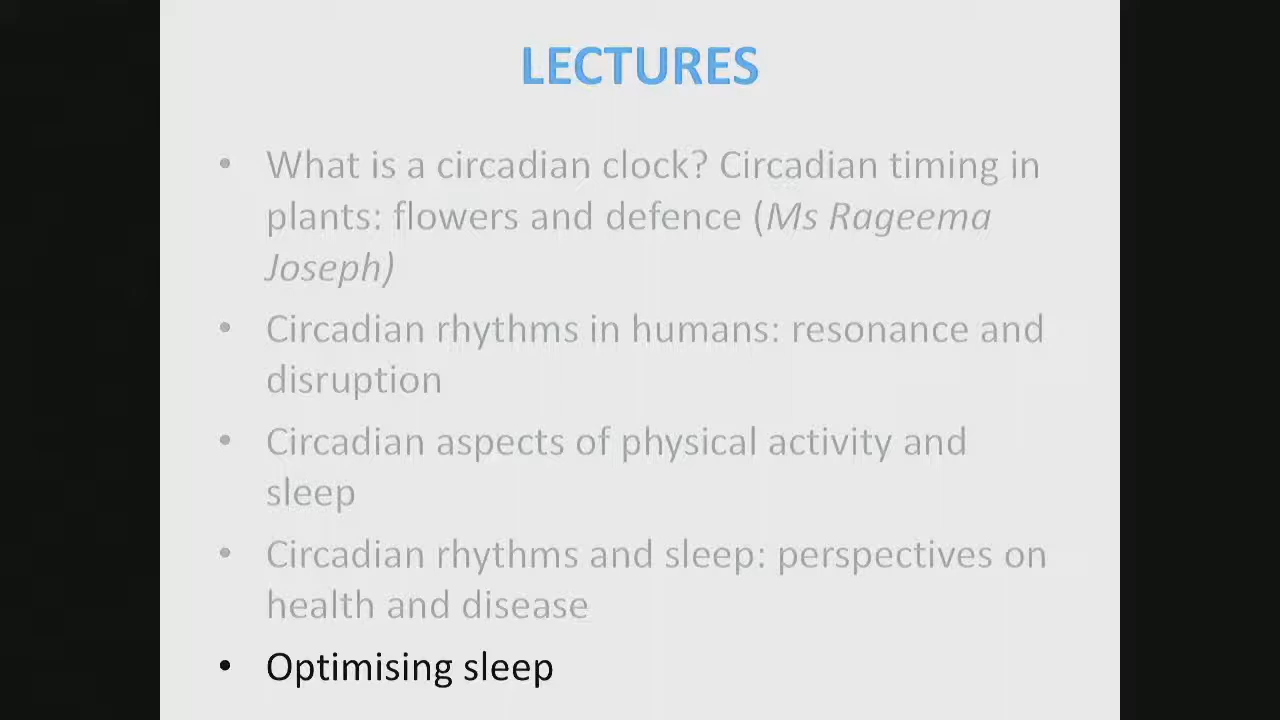 LECTURES
• What is a circadian clock? Circadian timing in
plants: flowers and defence (Ms Rageema
Joseph)
• Circadian rhythms in humans: resonance and
disruption
• Circadian aspects of physical activity and
sleep
• Circadian rhythms and sleep: perspectives on
health and disease
• Optimising sleep